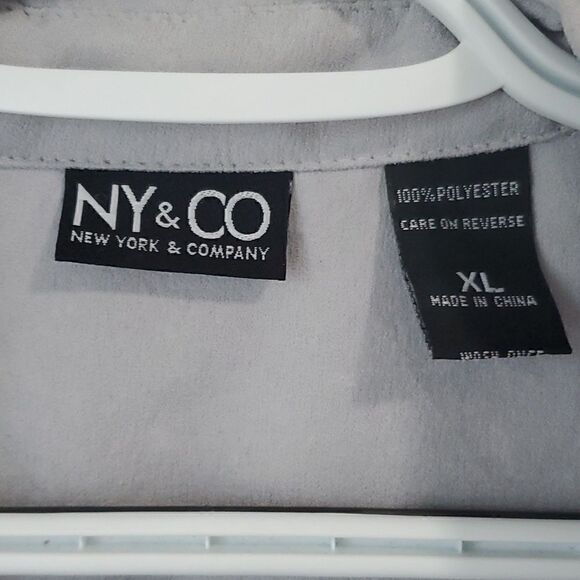 NY & CO
NEW YORK & COMPANY
100% POLYESTER
CARE ON REVERSE
XL
MADE IN CHINA